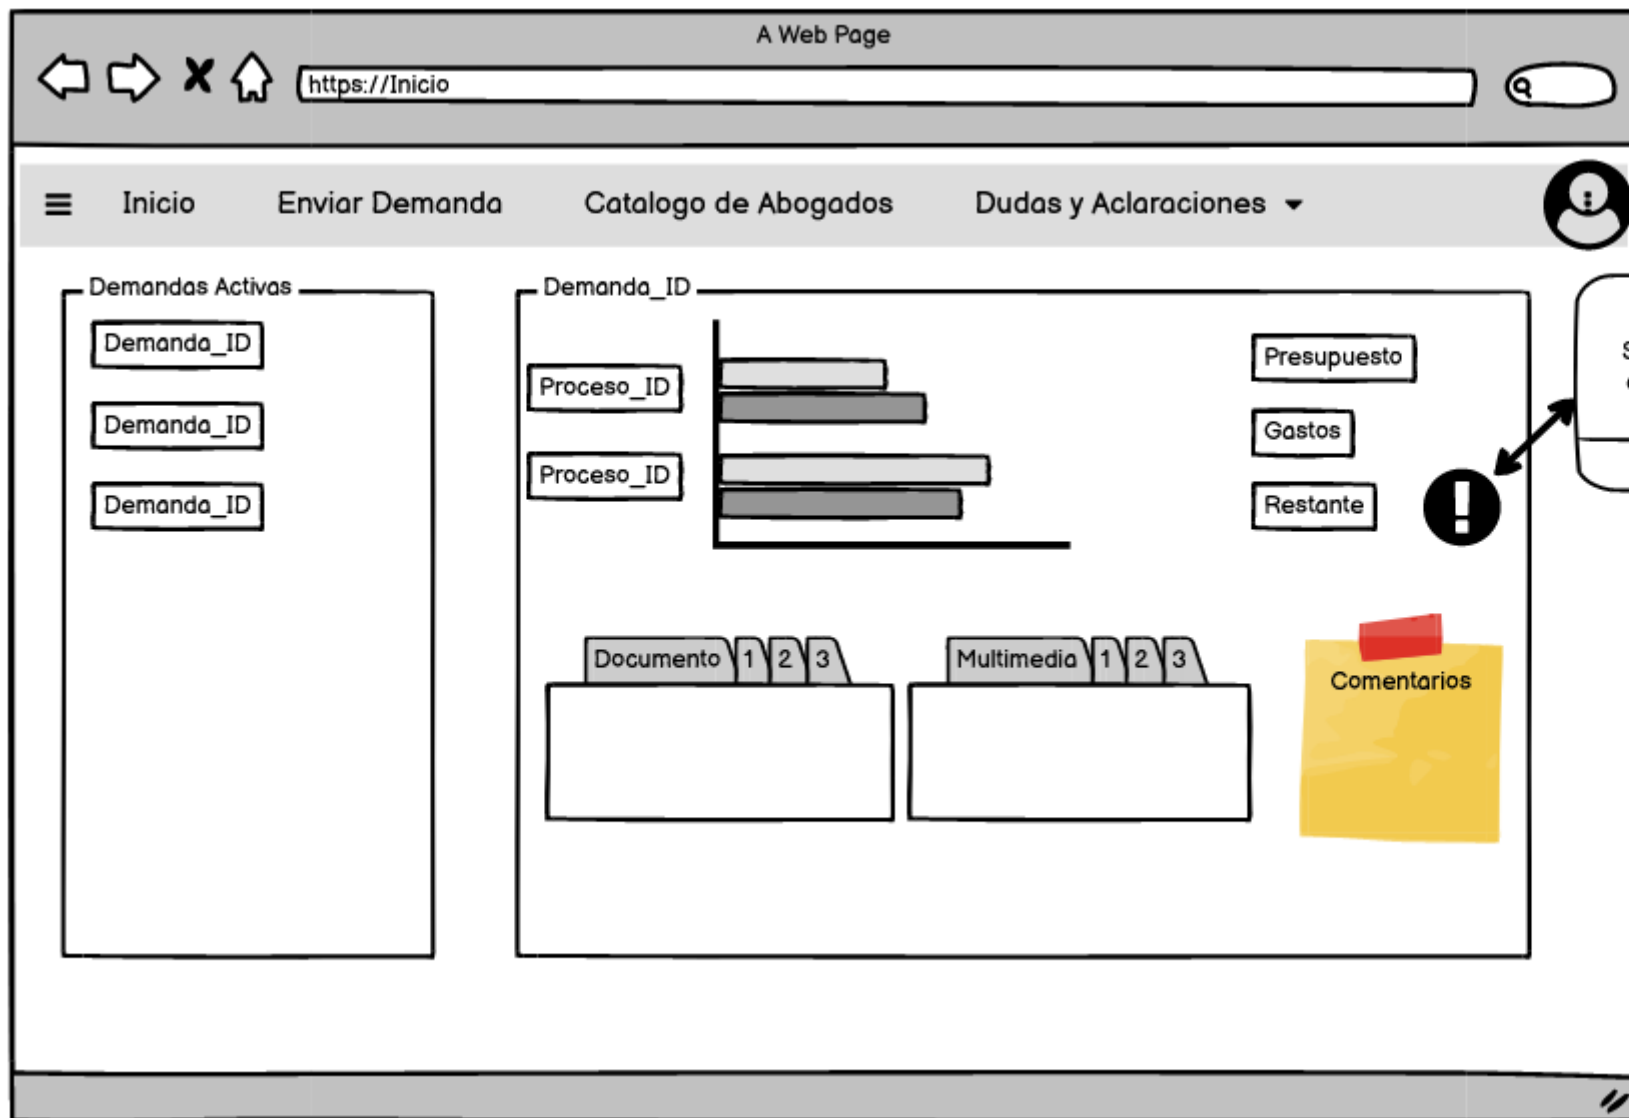 A Web Page
https://Inicio
Inicio Enviar Demanda Catalogo de Abogados Dudas y Aclaraciones
Demandas Activas
Demanda_ID
Demanda_ID
Demanda_ID
Demanda_ID
Proceso_ID
Proceso_ID
Presupuesto
Gastos
Restante
Documento 1 2 3
Multimedia 1 2 3
Comentarios